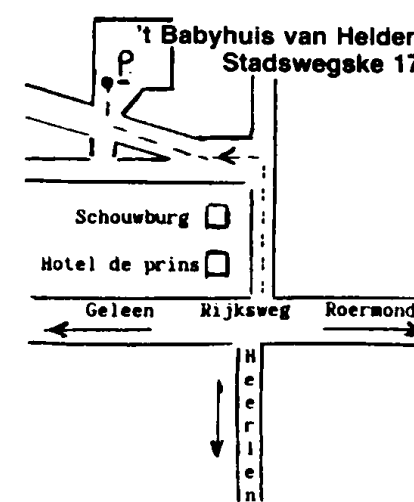 't Babyhuis van Helden
Stadswegske 17
P
Schouwburg
Hotel de prins
Geleen Rijksweg Roermond
Heerlen